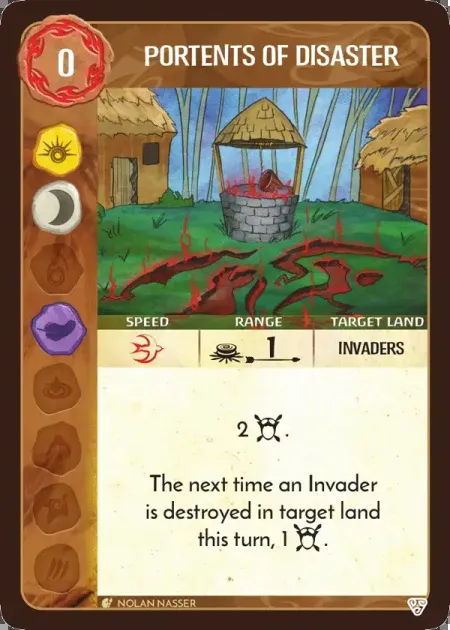 0
PORTENTS OF DISASTER
SPEED RANGE TARGET LAND
1 INVADERS
2 .
The next time an Invader
is destroyed in target land
this turn, 1 .
NOLAN NASSER